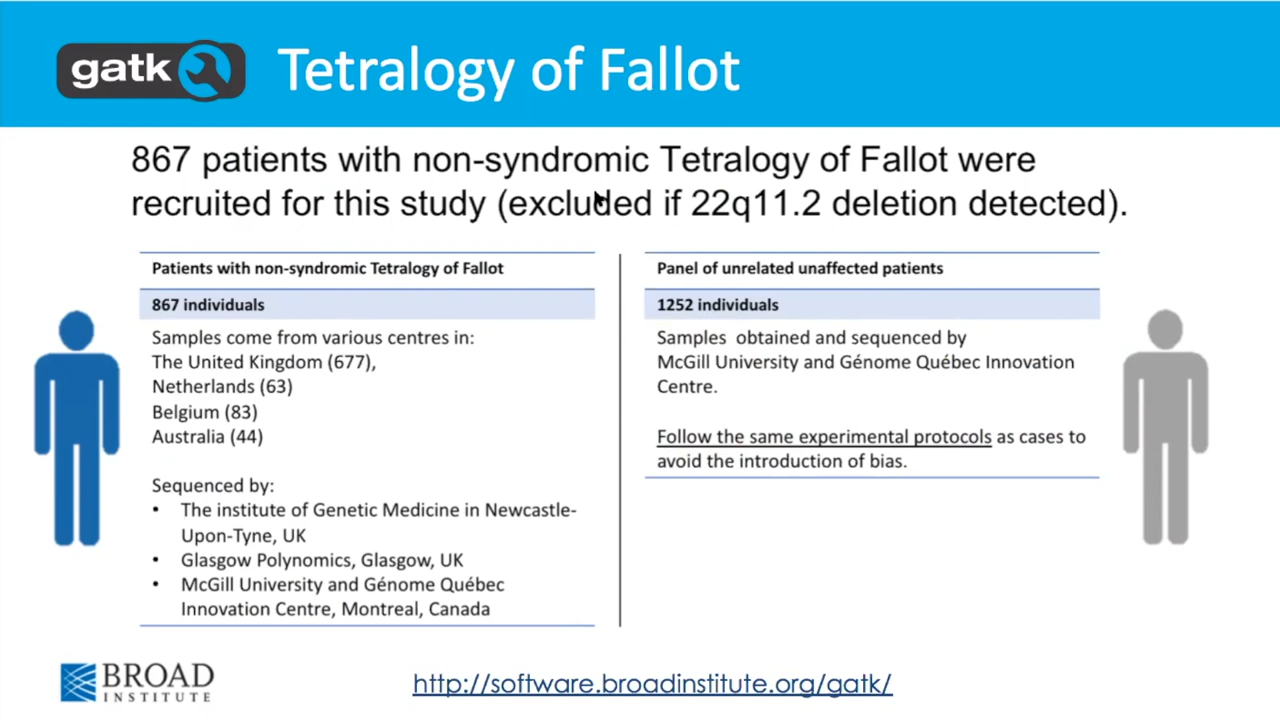 gatk
Tetralogy of Fallot
867 patients with non-syndromic Tetralogy of Fallot were
recruited for this study (excluded if 22q11.2 deletion detected).
Patients with non-syndromic Tetralogy of Fallot
867 individuals
Samples come from various centres in:
The United Kingdom (677),
Netherlands (63)
Belgium (83)
Australia (44)
Sequenced by:
• The institute of Genetic Medicine in Newcastle-
Upon-Tyne, UK
• Glasgow Polynomics, Glasgow, UK
• McGill University and Génome Québec
Innovation Centre, Montreal, Canada
Panel of unrelated unaffected patients
1252 individuals
Samples obtained and sequenced by
McGill University and Génome Québec Innovation
Centre.
Follow the same experimental protocols as cases to
avoid the introduction of bias.
BROAD
INSTITUTE
http://software.broadinstitute.org/gatk/